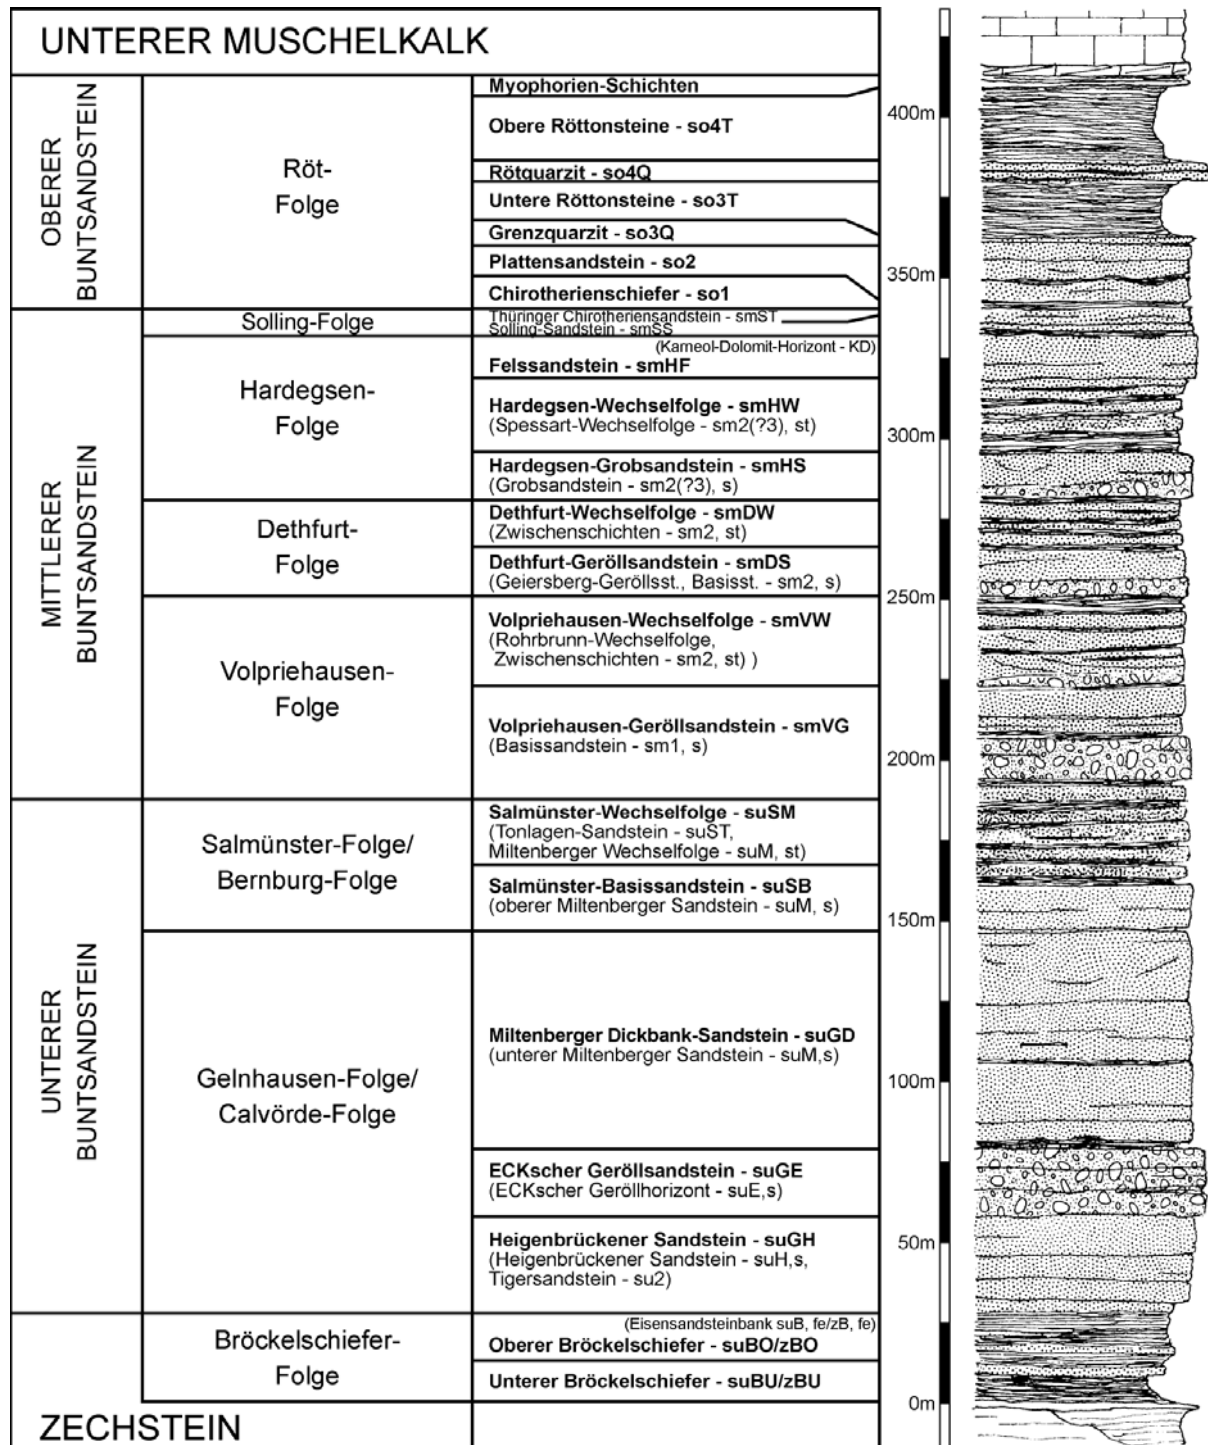 UNTERER MUSCHELKALK
OBERER
BUNTSANDSTEIN
Röt-
Folge
Myophorien-Schichten
Obere Röttonsteine - so4T
Rötquarzit - so4Q
Untere Röttonsteine - so3T
Grenzquarzit - so3Q
Plattensandstein - so2
Chirotherienschiefer - so1
MITTLERER
BUNTSANDSTEIN
Solling-Folge
Thüringer Chirotheriensandstein - smST
Solling-Sandstein - smSS
Hardegsen-
Folge
(Karneol-Dolomit-Horizont - KD)
Felssandstein - smHF
Hardegsen-Wechselfolge - smHW
(Spessart-Wechselfolge - sm2(?3), st)
Hardegsen-Grobsandstein - smHS
(Grobsandstein - sm2(?3), s)
Dethfurt-
Folge
Dethfurt-Wechselfolge - smDW
(Zwischenschichten - sm2, st)
Dethfurt-Geröllsandstein - smDS
(Geiersberg-Geröllsst., Basisst. - sm2, s)
Volpriehausen-
Folge
Volpriehausen-Wechselfolge - smVW
(Rohrbrunn-Wechselfolge,
Zwischenschichten - sm2, st) )
Volpriehausen-Geröllsandstein - smVG
(Basissandstein - sm1, s)
UNTERER
BUNTSANDSTEIN
Salmünster-Folge/
Bernburg-Folge
Salmünster-Wechselfolge - suSM
(Tonlagen-Sandstein - suST,
Miltenberger Wechselfolge - suM, st)
Salmünster-Basissandstein - suSB
(oberer Miltenberger Sandstein - suM, s)
Gelnhausen-Folge/
Calvörde-Folge
Miltenberger Dickbank-Sandstein - suGD
(unterer Miltenberger Sandstein - suM,s)
ECKscher Geröllsandstein - suGE
(ECKscher Geröllhorizont - suE,s)
Heigenbrückener Sandstein - suGH
(Heigenbrückener Sandstein - suH,s,
Tigersandstein - su2)
Bröckelschiefer-
Folge
(Eisensandsteinbank suB, fe/zB, fe)
Oberer Bröckelschiefer - suBO/zBO
Unterer Bröckelschiefer - suBU/zBU
ZECHSTEIN
400m
350m
300m
250m
200m
150m
100m
50m
0m